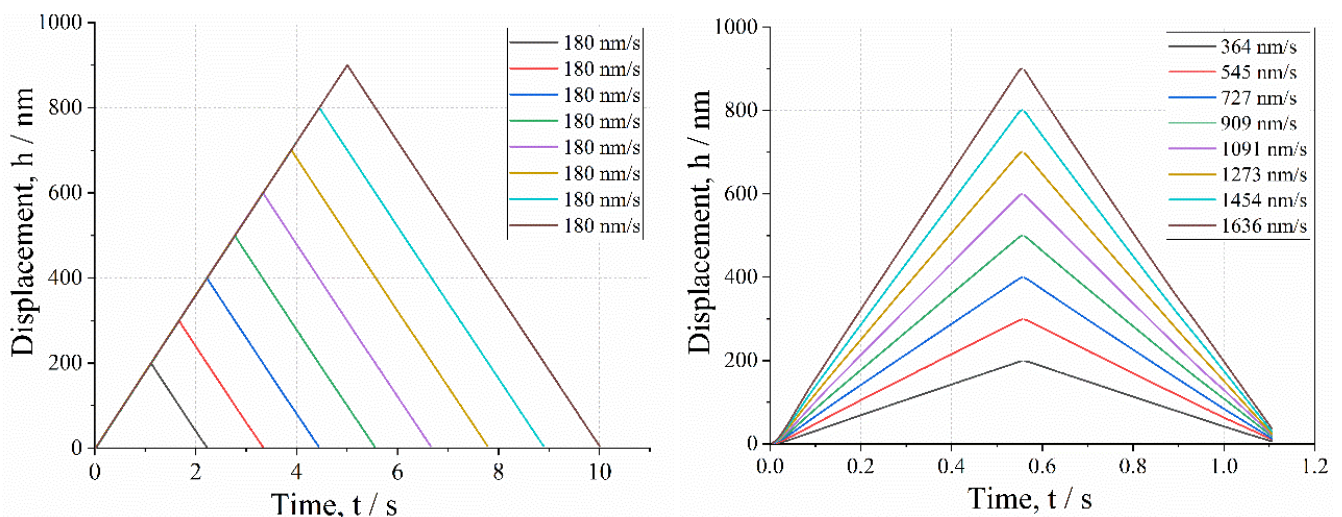 1000
800
600
400
200
0
Displacement, h / nm
180 nm/s
180 nm/s
180 nm/s
180 nm/s
180 nm/s
180 nm/s
180 nm/s
180 nm/s
0 2 4 6 8 10
Time, t / s
1000
800
600
400
200
0
Displacement, h / nm
364 nm/s
545 nm/s
727 nm/s
909 nm/s
1091 nm/s
1273 nm/s
1454 nm/s
1636 nm/s
0.0 0.2 0.4 0.6 0.8 1.0 1.2
Time, t / s